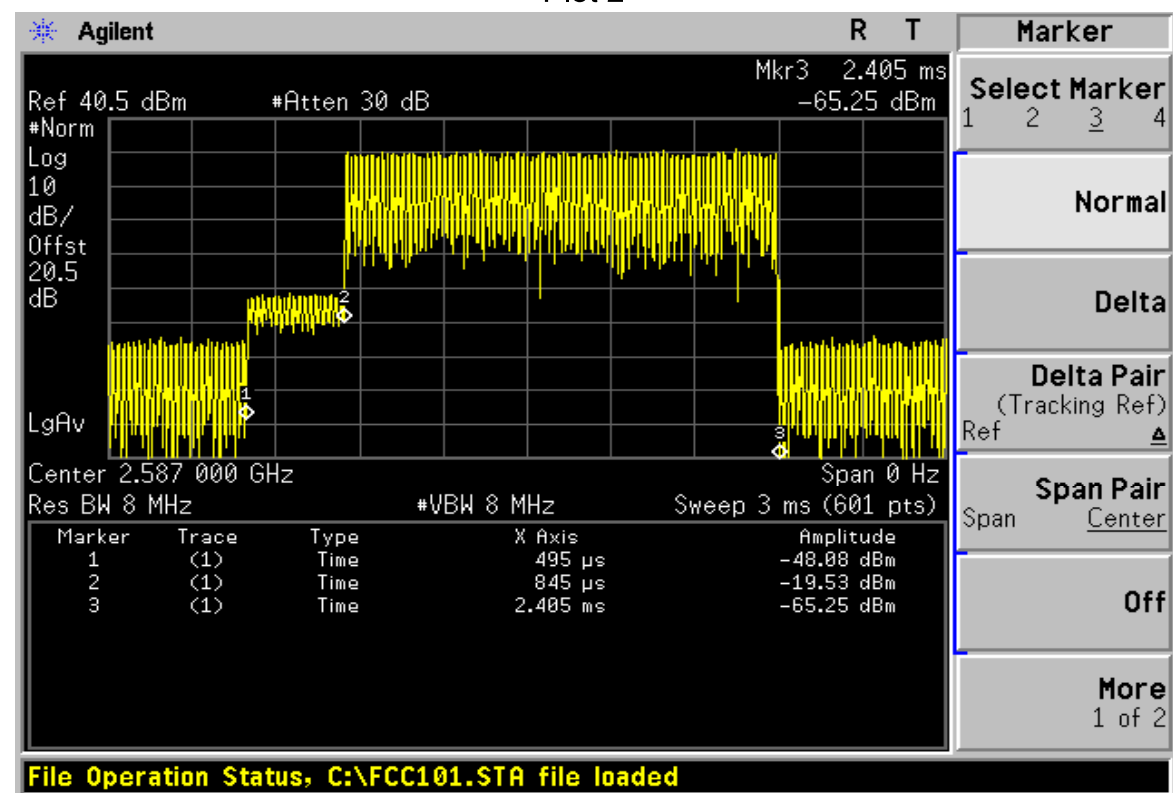 Agilent R T
Mkr3 2.405 ms
Ref 40.5 dBm #Atten 30 dB -65.25 dBm
#Norm
Log
10
dB/
Offst
20.5
dB
LgAv
1
2
3
Center 2.587 000 GHz Span 0 Hz
Res BW 8 MHz #VBW 8 MHz Sweep 3 ms (601 pts)
Marker Trace Type X Axis Amplitude
1 (1) Time 495 µs -48.08 dBm
2 (1) Time 845 µs -19.53 dBm
3 (1) Time 2.405 ms -65.25 dBm
File Operation Status, C:\FCC101.STA file loaded
Marker
Select Marker
1 2 3 4
Normal
Delta
Delta Pair
(Tracking Ref)
Ref Δ
Span Pair
Span Center
Off
More
1 of 2